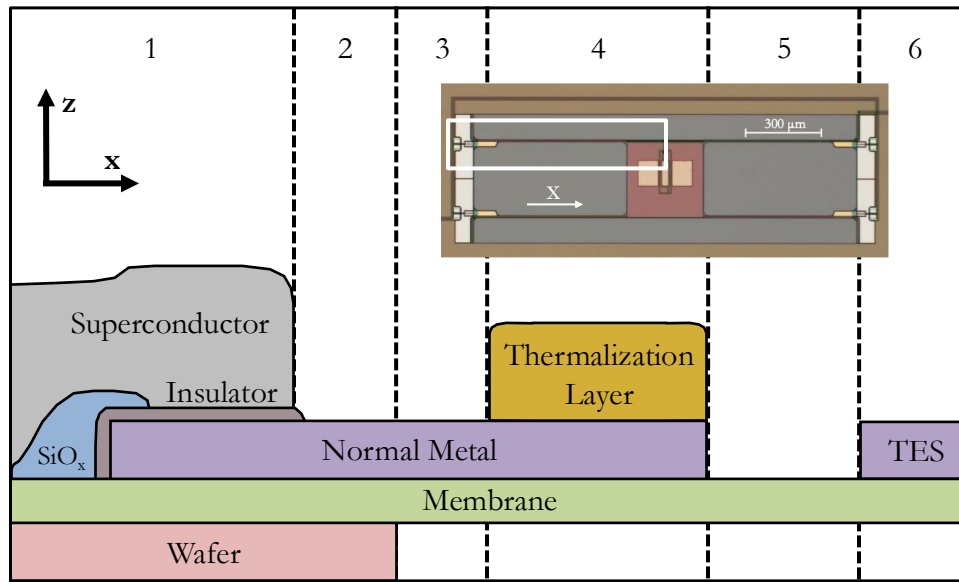 1 2 3 4 5 6
z
x
300 µm
X
Superconductor
Insulator
SiOₓ
Thermalization
Layer
Normal Metal
TES
Membrane
Wafer